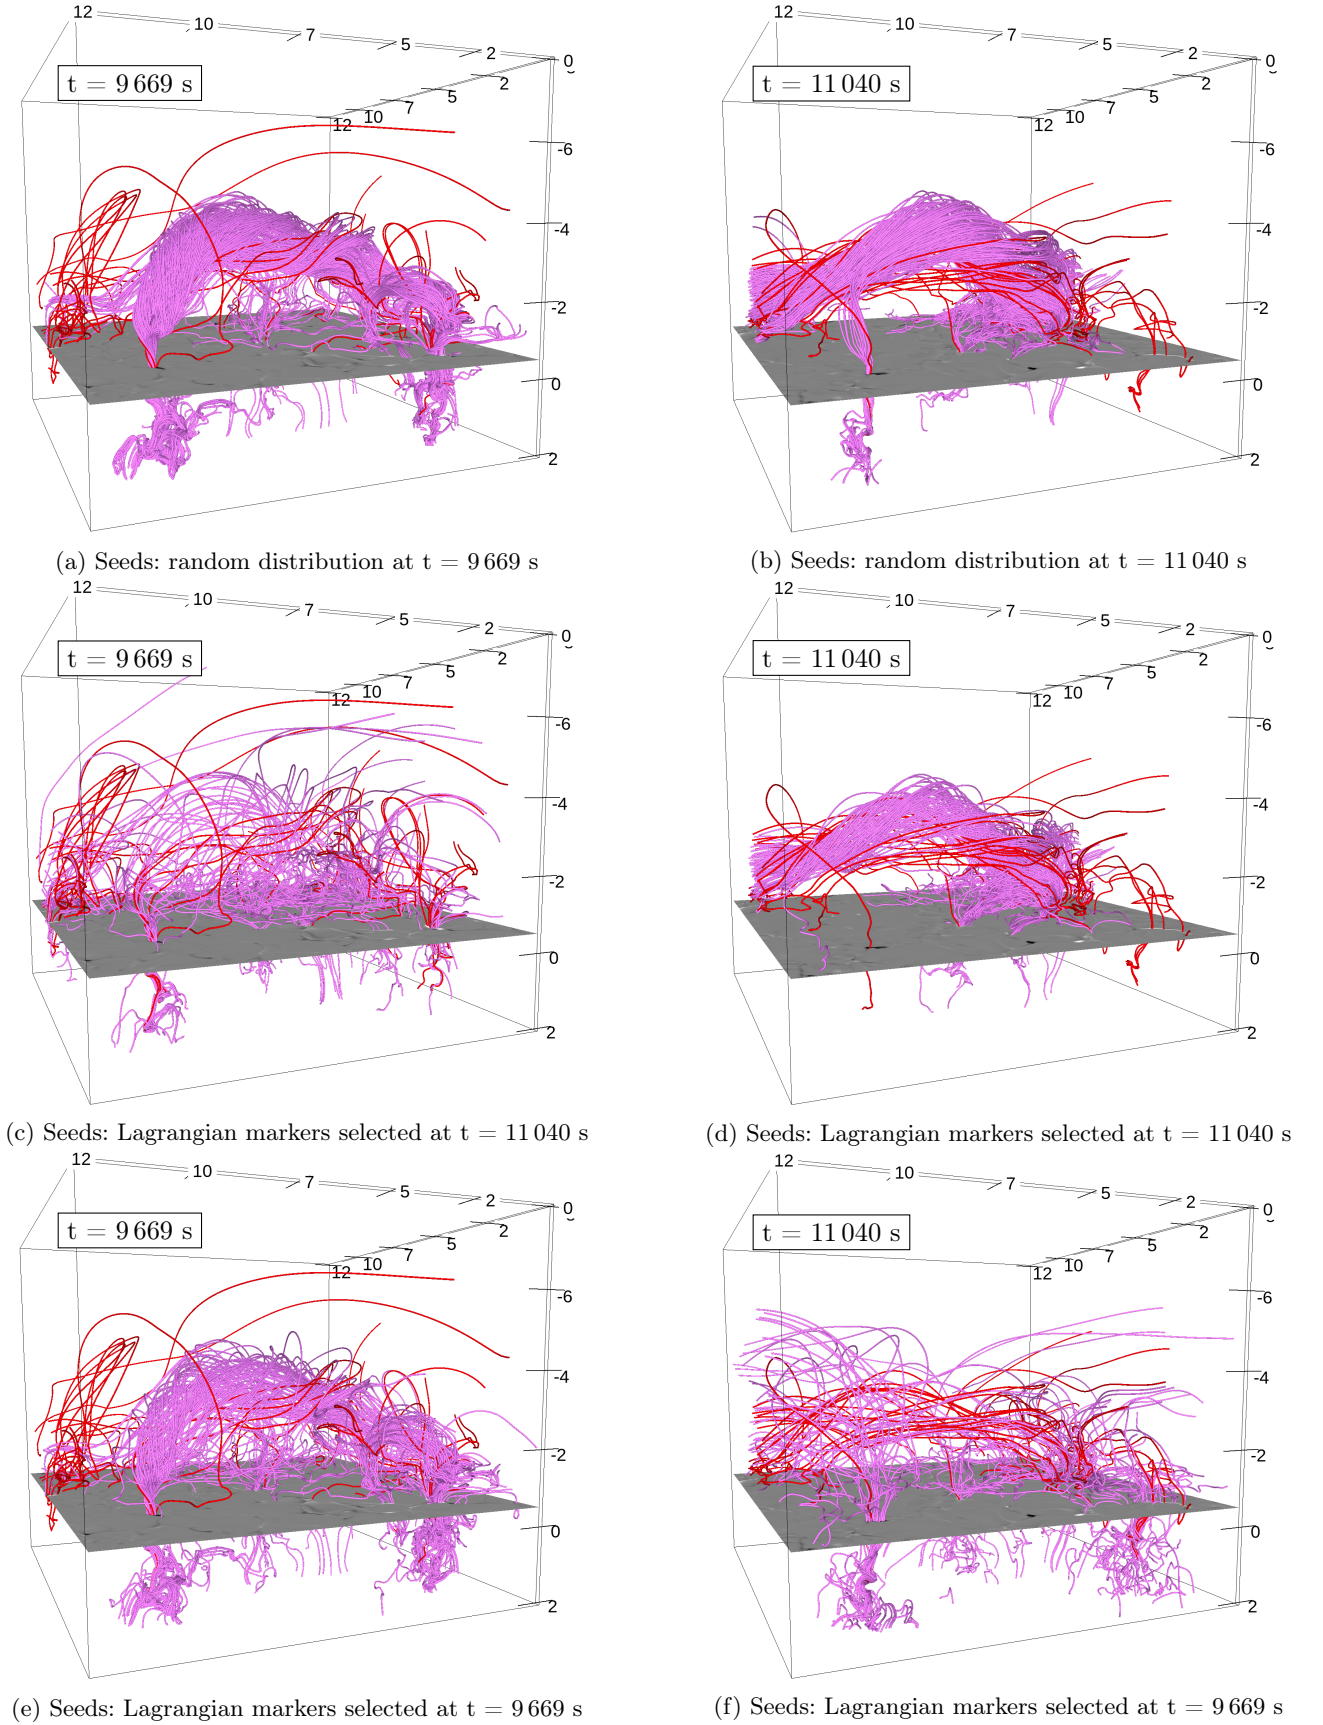 12 10 7 5 2 0
t = 9 669 s
2 5 7 10 12
-6
-4
-2
0
2
(a) Seeds: random distribution at t = 9 669 s
12 10 7 5 2 0
t = 11 040 s
2 5 7 10 12
-6
-4
-2
0
2
(b) Seeds: random distribution at t = 11 040 s
12 10 7 5 2 0
t = 9 669 s
2 5 7 10 12
-6
-4
-2
0
2
(c) Seeds: Lagrangian markers selected at t = 11 040 s
12 10 7 5 2 0
t = 11 040 s
2 5 7 10 12
-6
-4
-2
0
2
(d) Seeds: Lagrangian markers selected at t = 11 040 s
12 10 7 5 2 0
t = 9 669 s
2 5 7 10 12
-6
-4
-2
0
2
(e) Seeds: Lagrangian markers selected at t = 9 669 s
12 10 7 5 2 0
t = 11 040 s
2 5 7 10 12
-6
-4
-2
0
2
(f) Seeds: Lagrangian markers selected at t = 9 669 s